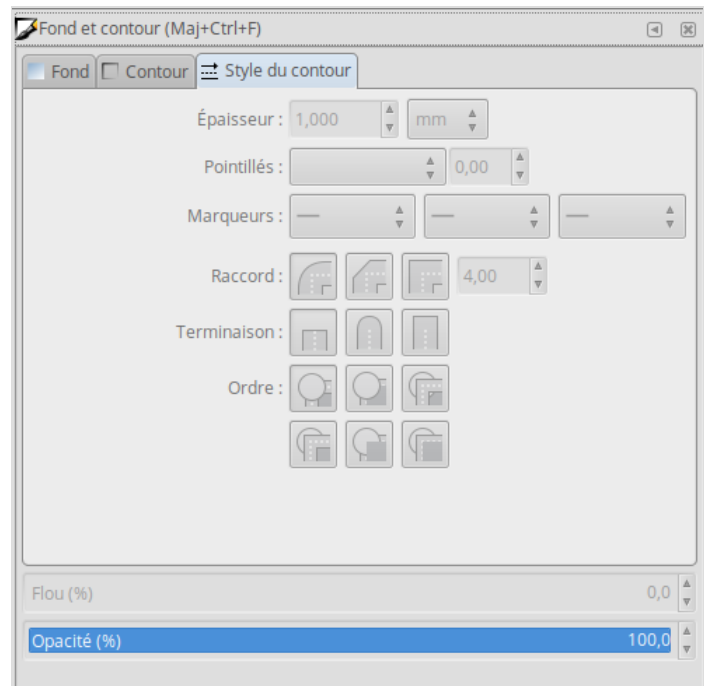 Fond et contour (Maj+Ctrl+F)
Fond Contour Style du contour
Épaisseur : 1,000 mm
Pointillés : 0,00
Marqueurs :
Raccord : 4,00
Terminaison :
Ordre :
Flou (%) 0,0
Opacité (%) 100,0